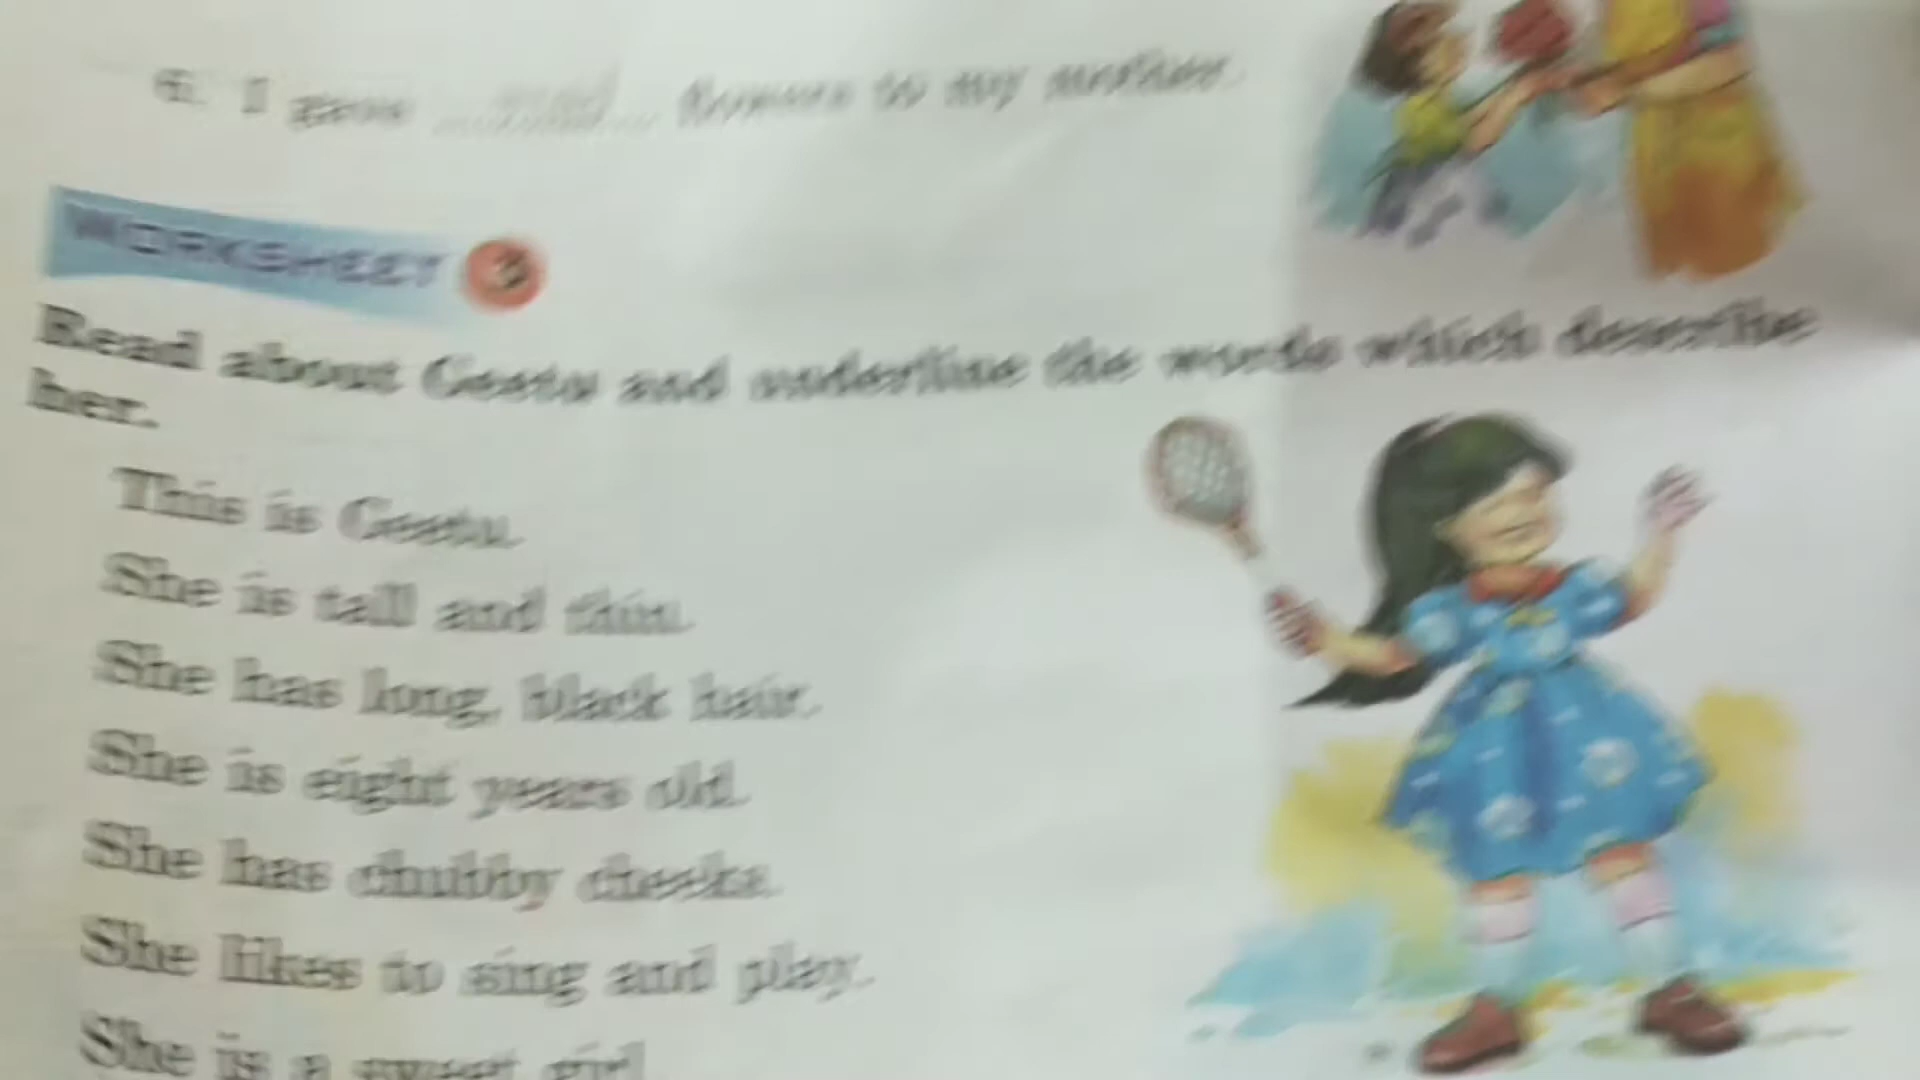 6. I gave ............ flowers to my mother.
WORKSHEET 3
Read about Geetu and underline the words which describe
her.
This is Geetu.
She is tall and thin.
She has long, black hair.
She is eight years old.
She has chubby cheeks.
She likes to sing and play.
She is a sweet girl.